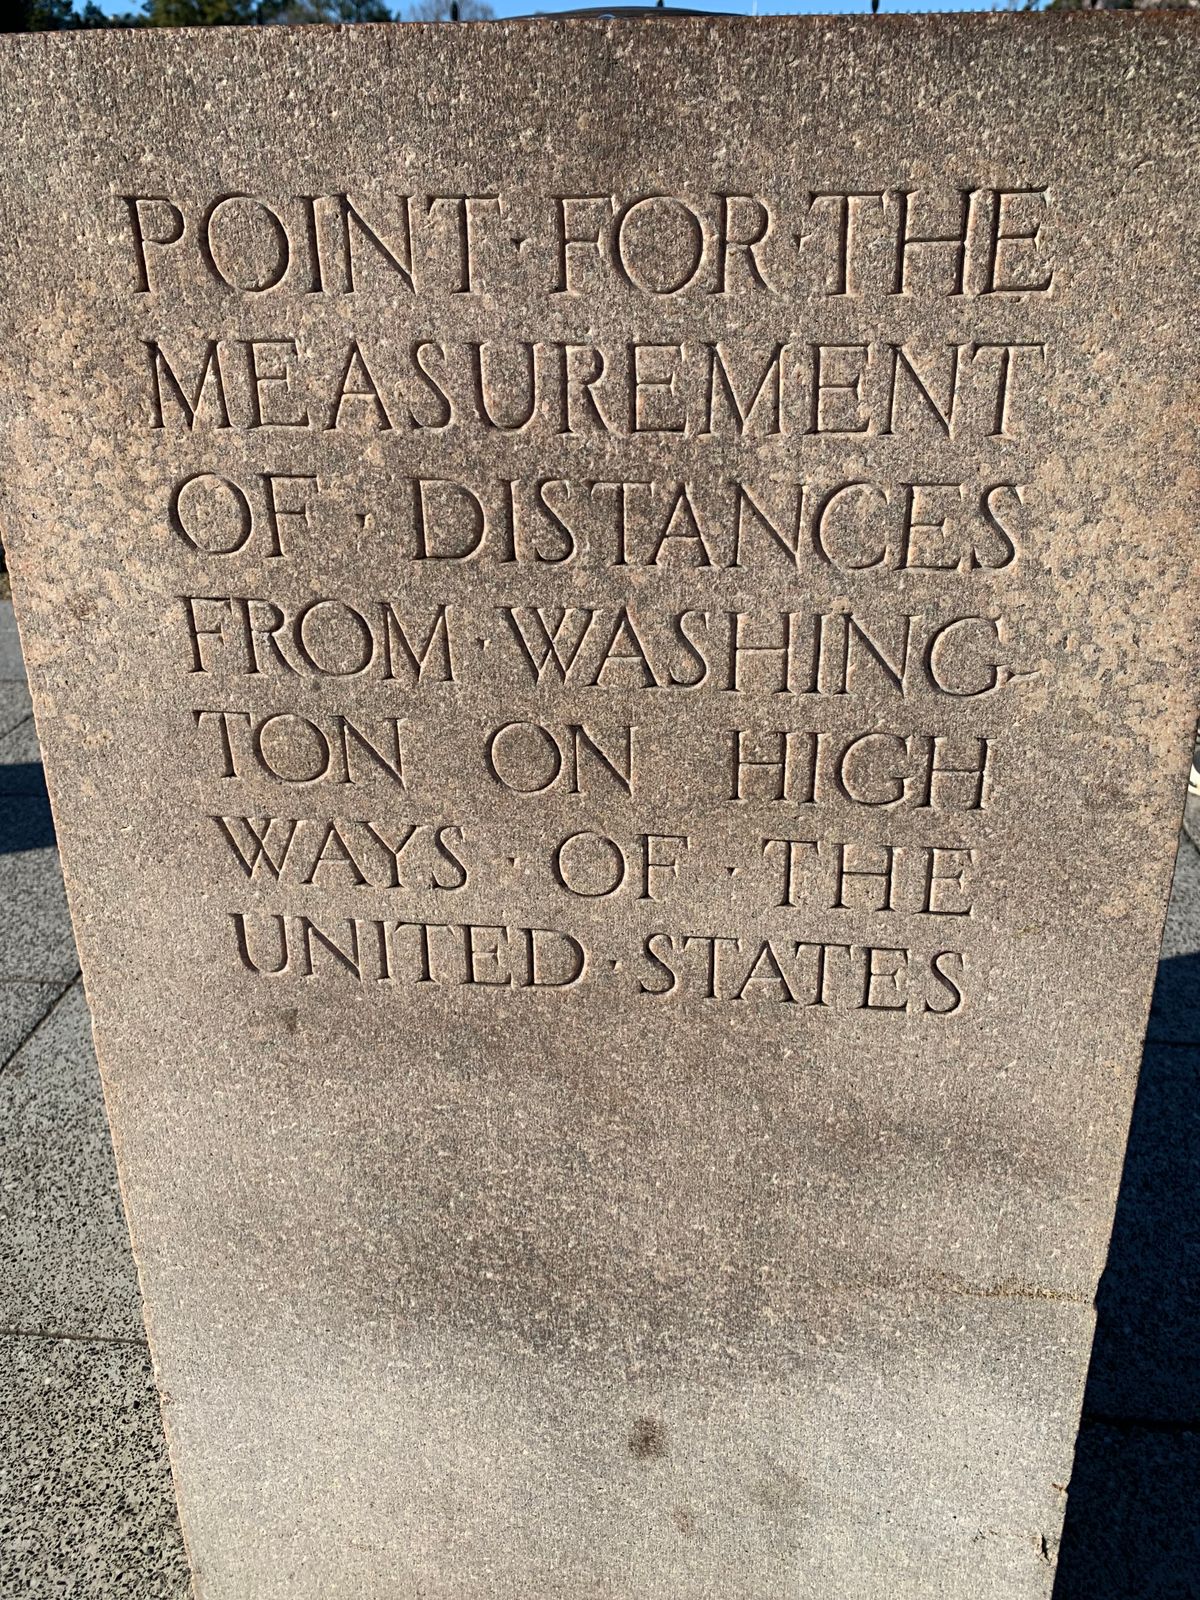 POINT·FOR·THE
MEASUREMENT
OF · DISTANCES
FROM·WASHING~
TON ON HIGH
WAYS · OF · THE
UNITED · STATES